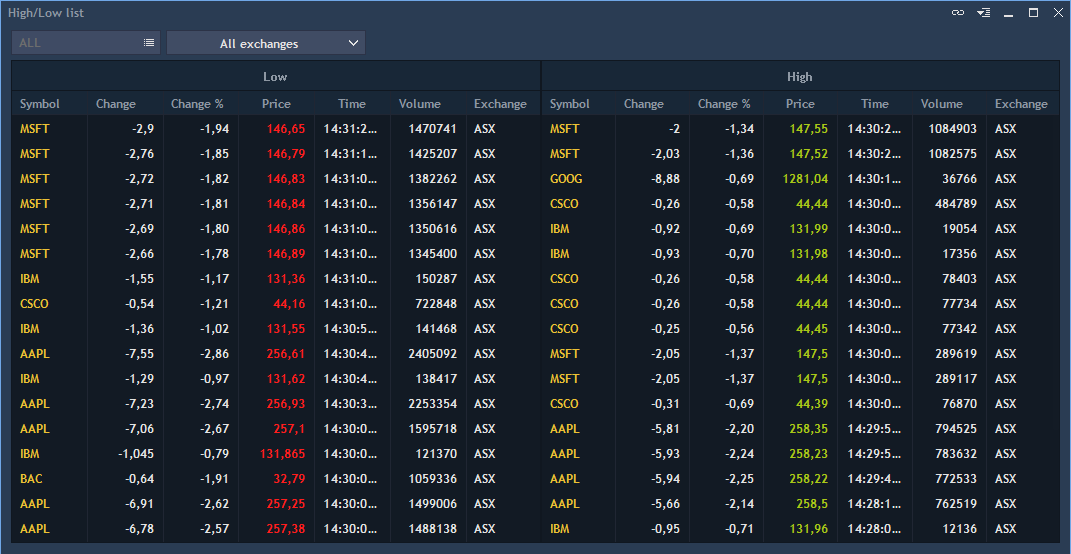 High/Low list
ALL All exchanges
Low High
Symbol Change Change % Price Time Volume Exchange Symbol Change Change % Price Time Volume Exchange
MSFT -2,9 -1,94 146,65 14:31:2... 1470741 ASX MSFT -2 -1,34 147,55 14:30:2... 1084903 ASX
MSFT -2,76 -1,85 146,79 14:31:1... 1425207 ASX MSFT -2,03 -1,36 147,52 14:30:2... 1082575 ASX
MSFT -2,72 -1,82 146,83 14:31:0... 1382262 ASX GOOG -8,88 -0,69 1281,04 14:30:1... 36766 ASX
MSFT -2,71 -1,81 146,84 14:31:0... 1356147 ASX CSCO -0,26 -0,58 44,44 14:30:0... 484789 ASX
MSFT -2,69 -1,80 146,86 14:31:0... 1350616 ASX IBM -0,92 -0,69 131,99 14:30:0... 19054 ASX
MSFT -2,66 -1,78 146,89 14:31:0... 1345400 ASX IBM -0,93 -0,70 131,98 14:30:0... 17356 ASX
IBM -1,55 -1,17 131,36 14:31:0... 150287 ASX CSCO -0,26 -0,58 44,44 14:30:0... 78403 ASX
CSCO -0,54 -1,21 44,16 14:31:0... 722848 ASX CSCO -0,26 -0,58 44,44 14:30:0... 77734 ASX
IBM -1,36 -1,02 131,55 14:30:5... 141468 ASX CSCO -0,25 -0,56 44,45 14:30:0... 77342 ASX
AAPL -7,55 -2,86 256,61 14:30:4... 2405092 ASX MSFT -2,05 -1,37 147,5 14:30:0... 289619 ASX
IBM -1,29 -0,97 131,62 14:30:4... 138417 ASX MSFT -2,05 -1,37 147,5 14:30:0... 289117 ASX
AAPL -7,23 -2,74 256,93 14:30:3... 2253354 ASX CSCO -0,31 -0,69 44,39 14:30:0... 76870 ASX
AAPL -7,06 -2,67 257,1 14:30:0... 1595718 ASX AAPL -5,81 -2,20 258,35 14:29:5... 794525 ASX
IBM -1,045 -0,79 131,865 14:30:0... 121370 ASX AAPL -5,93 -2,24 258,23 14:29:5... 783632 ASX
BAC -0,64 -1,91 32,79 14:30:0... 1059336 ASX AAPL -5,94 -2,25 258,22 14:29:4... 772533 ASX
AAPL -6,91 -2,62 257,25 14:30:0... 1499006 ASX AAPL -5,66 -2,14 258,5 14:28:1... 762519 ASX
AAPL -6,78 -2,57 257,38 14:30:0... 1488138 ASX IBM -0,95 -0,71 131,96 14:28:0... 12136 ASX